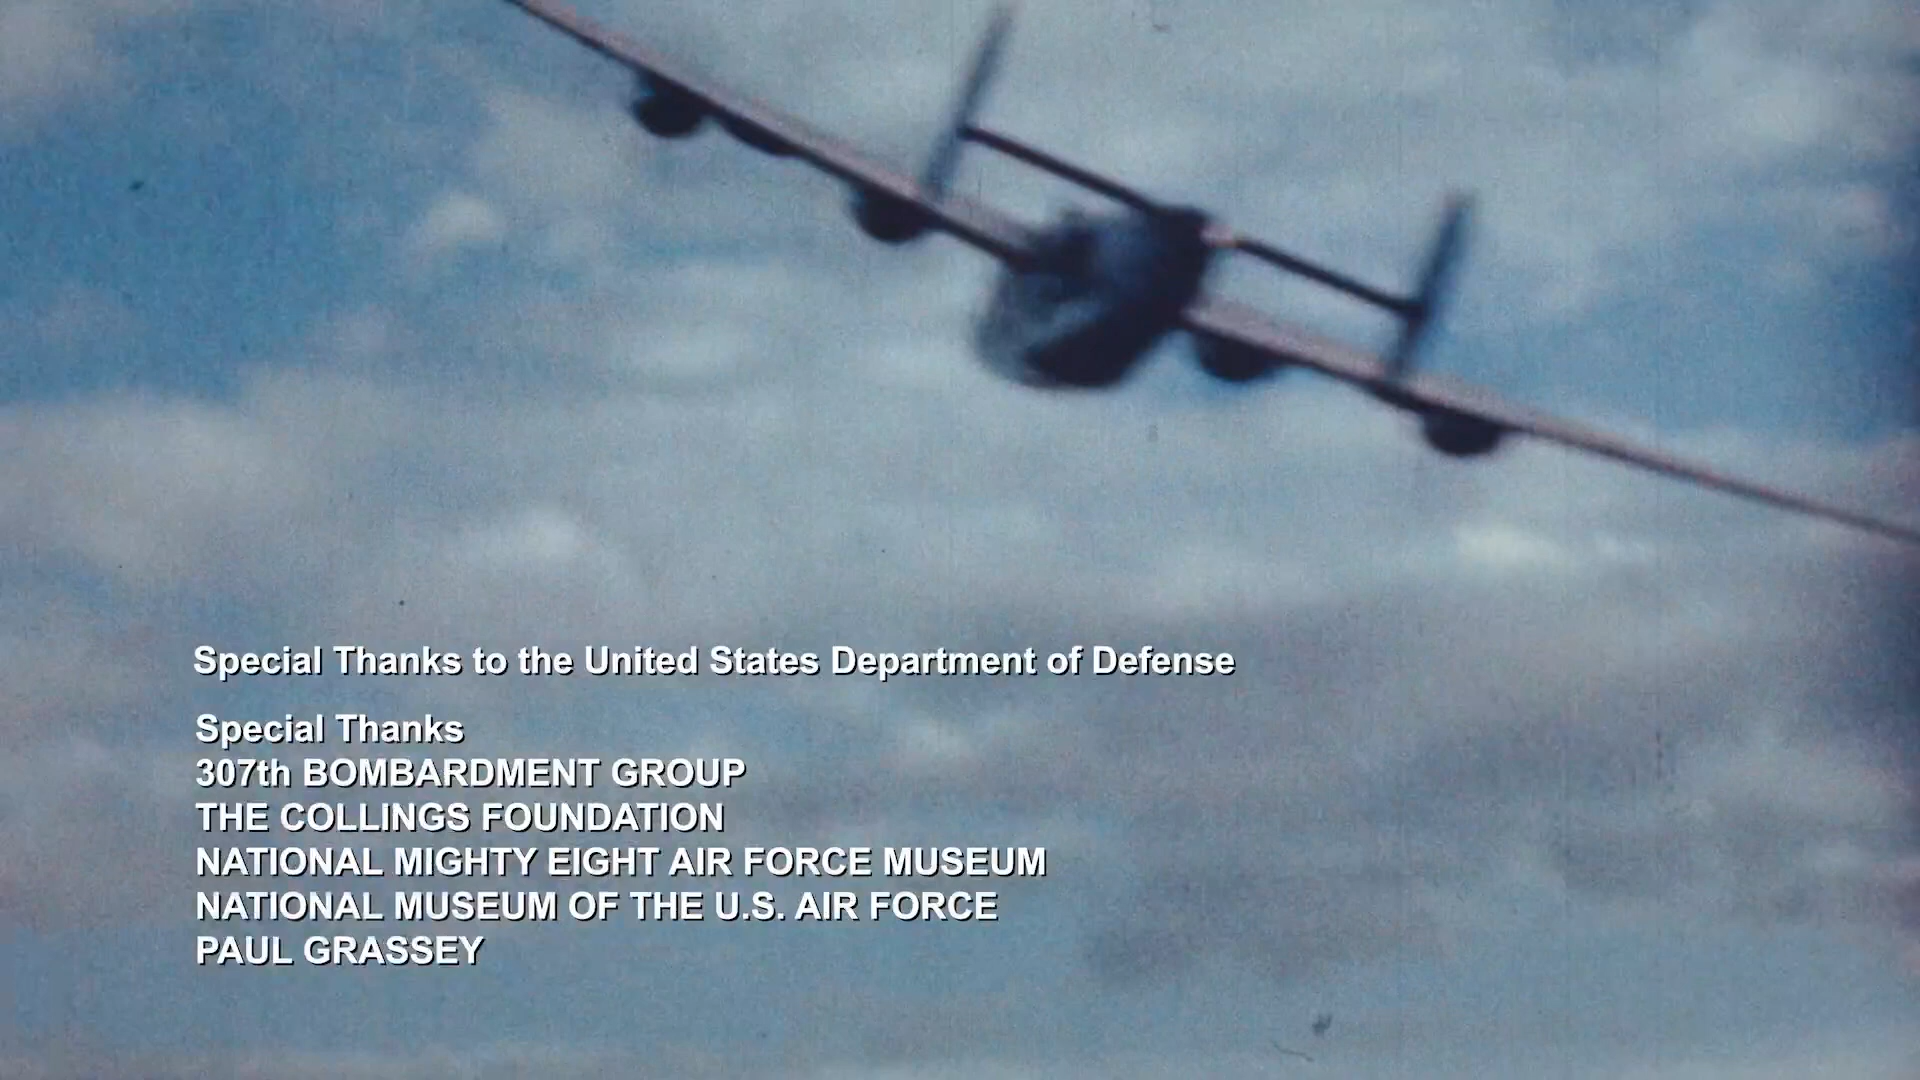 Special Thanks to the United States Department of Defense
Special Thanks
307th BOMBARDMENT GROUP
THE COLLINGS FOUNDATION
NATIONAL MIGHTY EIGHT AIR FORCE MUSEUM
NATIONAL MUSEUM OF THE U.S. AIR FORCE
PAUL GRASSEY